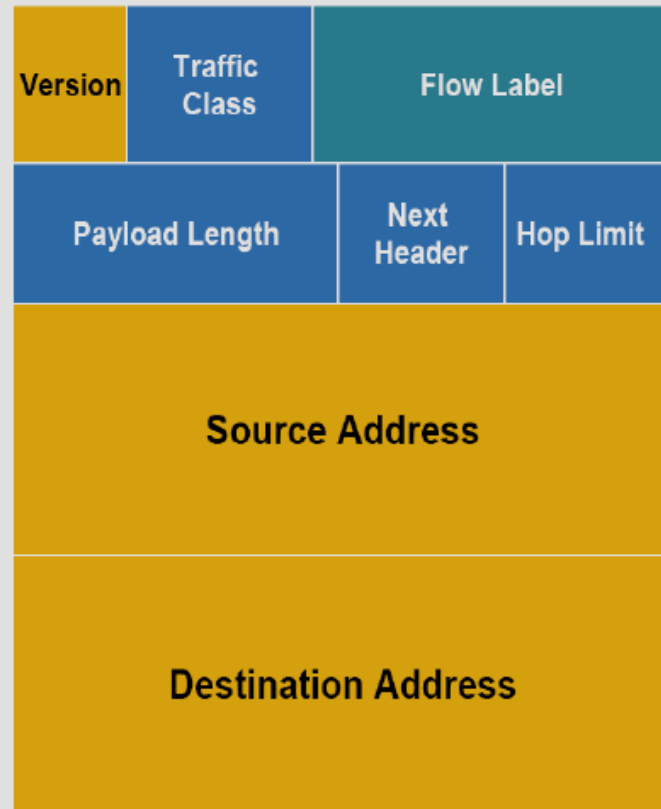 Version
Traffic
Class
Flow Label
Payload Length
Next
Header
Hop Limit
Source Address
Destination Address